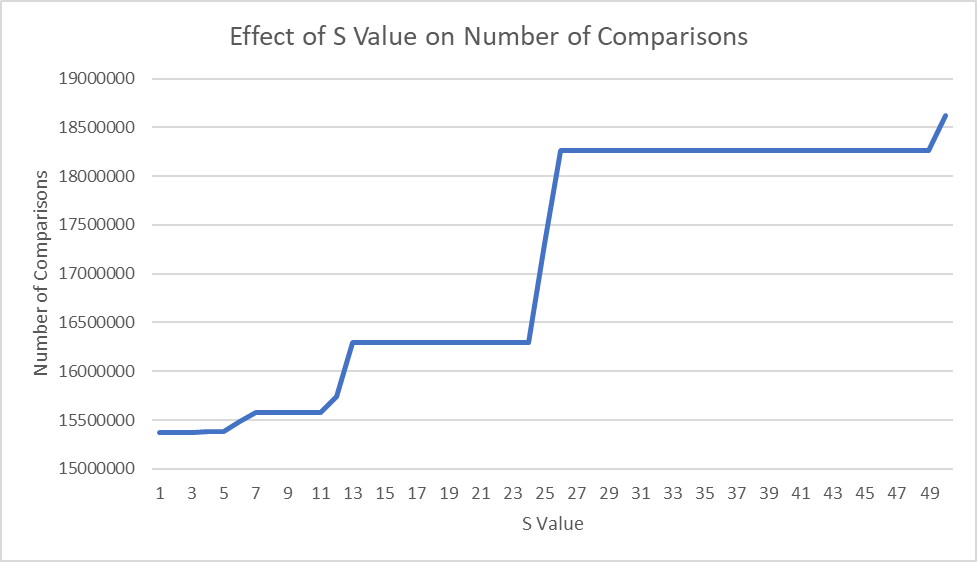 Effect of S Value on Number of Comparisons
19000000
18500000
18000000
17500000
17000000
16500000
16000000
15500000
15000000
Number of Comparisons
1 3 5 7 9 11 13 15 17 19 21 23 25 27 29 31 33 35 37 39 41 43 45 47 49
S Value